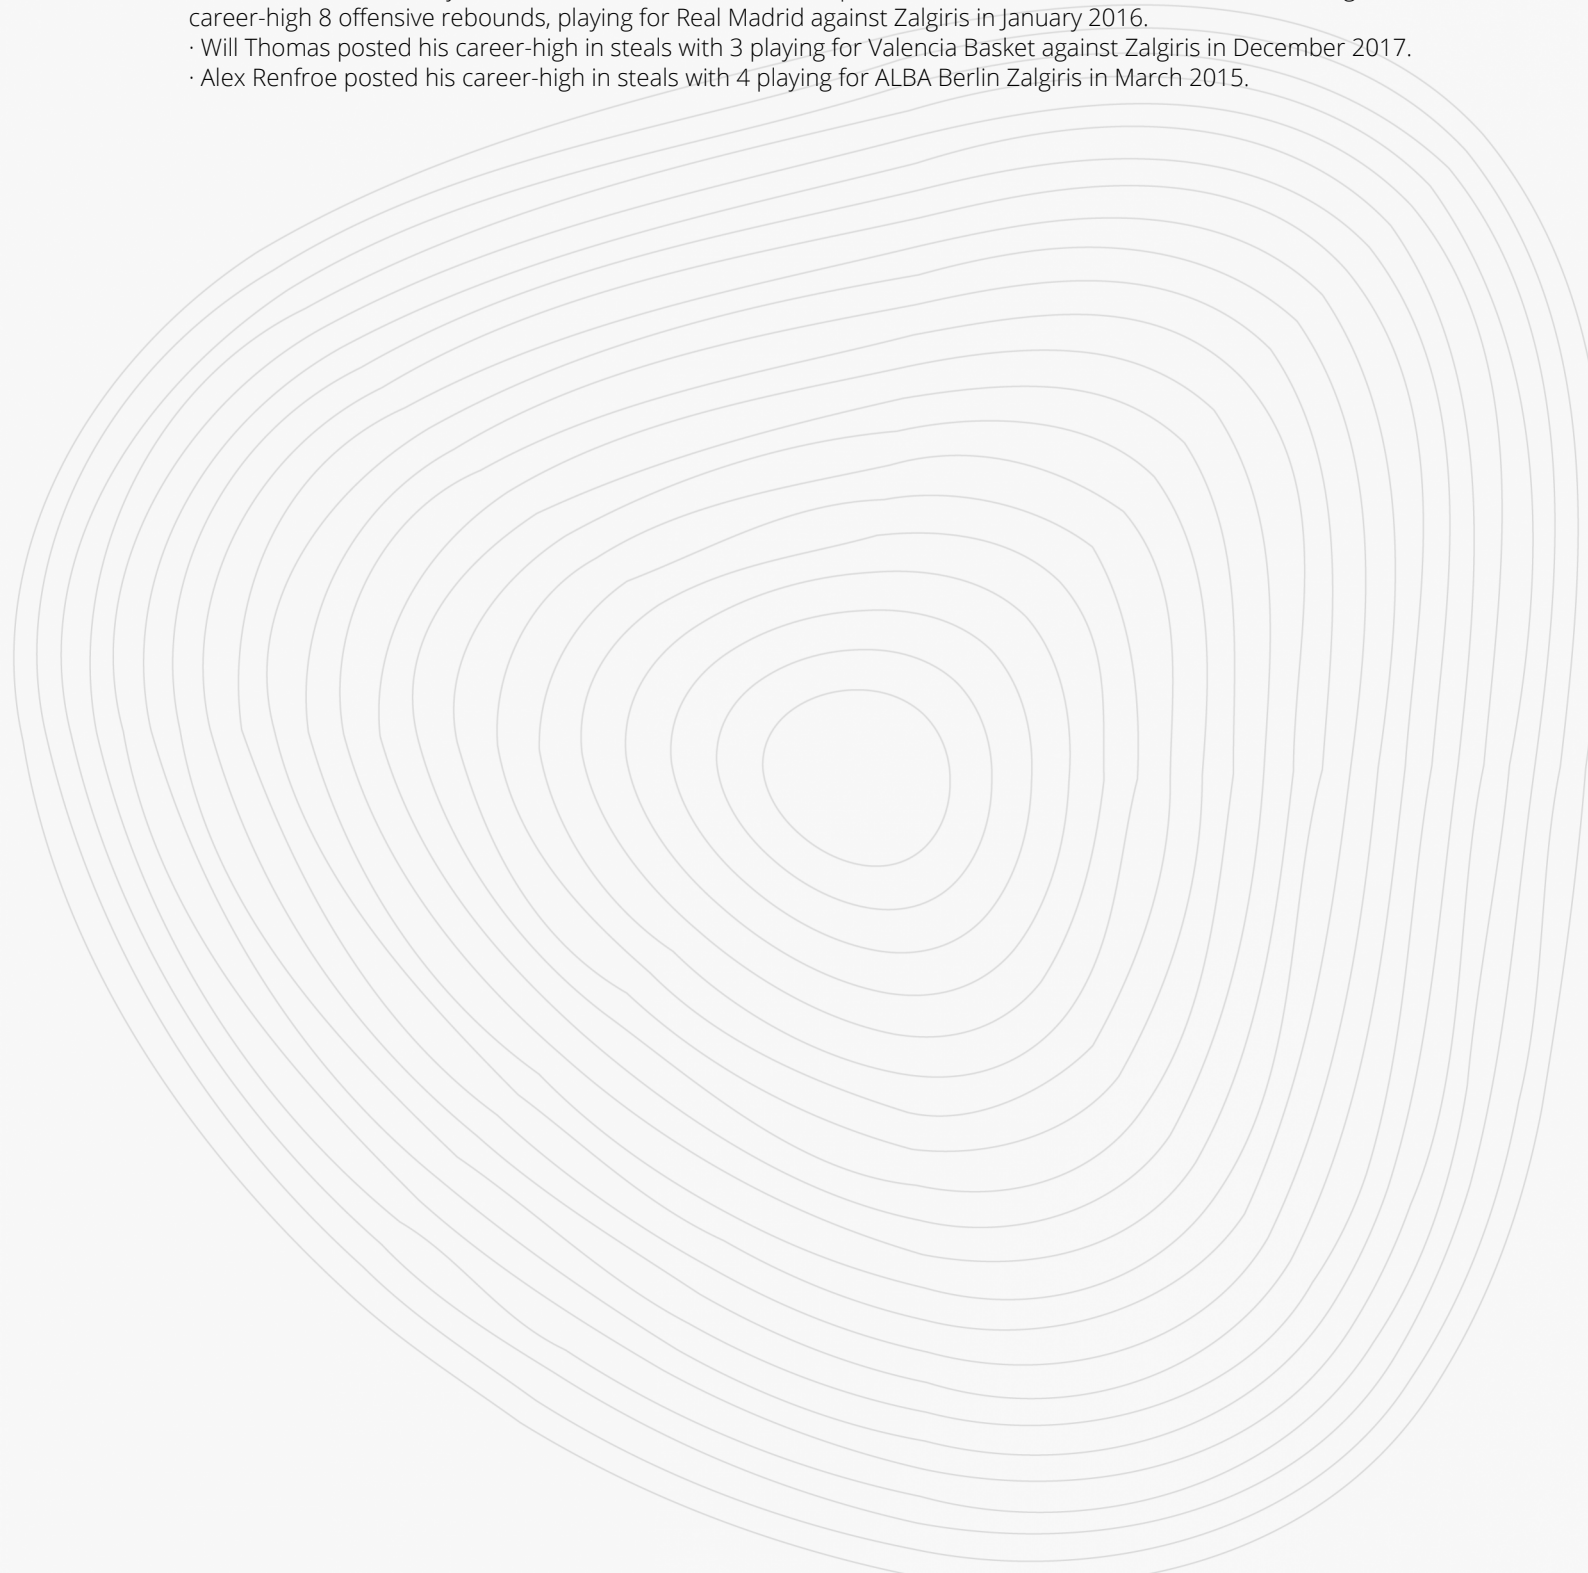 career-high 8 offensive rebounds, playing for Real Madrid against Zalgiris in January 2016.
· Will Thomas posted his career-high in steals with 3 playing for Valencia Basket against Zalgiris in December 2017.
· Alex Renfroe posted his career-high in steals with 4 playing for ALBA Berlin Zalgiris in March 2015.